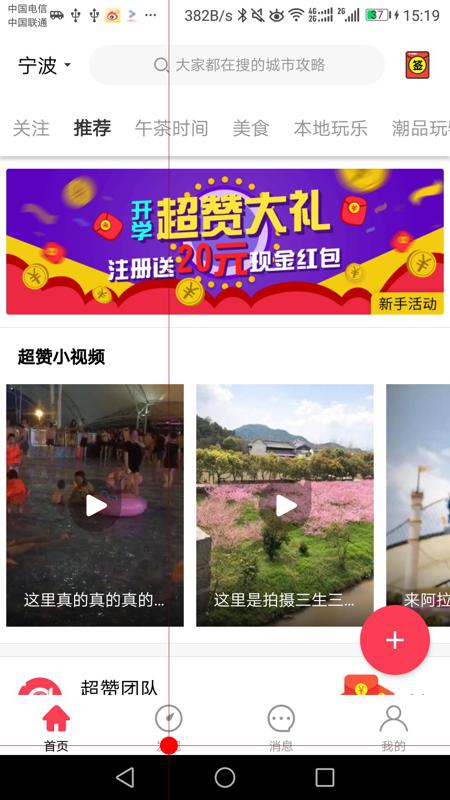 中国电信
中国联通
382B/s
4G
2G
37
15:19
宁波
大家都在搜的城市攻略
签
关注
推荐
午茶时间
美食
本地玩乐
潮品玩
开学
超赞大礼
注册送20元现金红包
新手活动
超赞小视频
这里真的真的真的...
这里是拍摄三生三...
来阿拉
超赞团队
首页
消息
我的